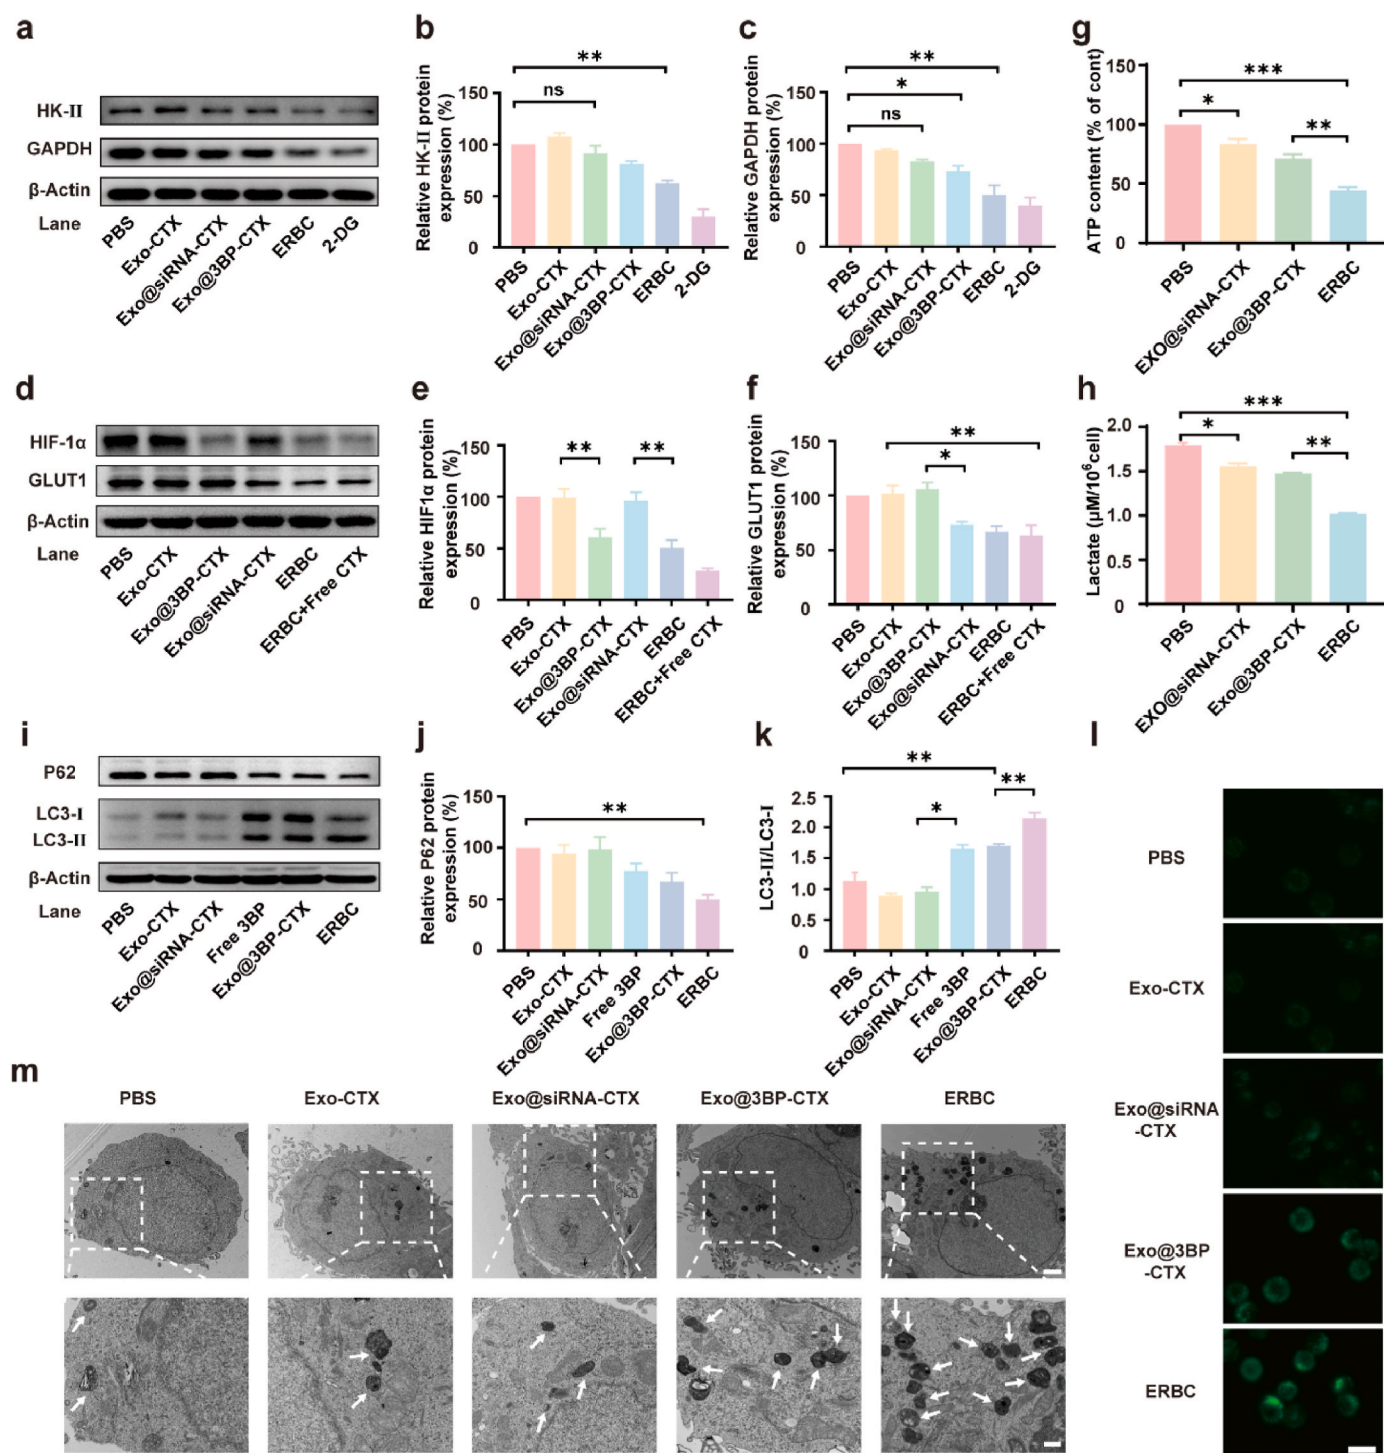 a
HK-II
GAPDH
β-Actin
Lane
PBS
Exo-CTX
Exo@siRNA-CTX
Exo@3BP-CTX
ERBC
2-DG
b
Relative HK-II protein
expression (%)
150
100
50
0
**
ns
PBS
Exo-CTX
Exo@siRNA-CTX
Exo@3BP-CTX
ERBC
2-DG
c
Relative GAPDH protein
expression (%)
150
100
50
0
**
*
ns
PBS
Exo-CTX
Exo@siRNA-CTX
Exo@3BP-CTX
ERBC
2-DG
g
ATP content (% of cont)
150
100
50
0
***
*
**
PBS
EXO@siRNA-CTX
Exo@3BP-CTX
ERBC
d
HIF-1α
GLUT1
β-Actin
Lane
PBS
Exo-CTX
Exo@3BP-CTX
Exo@siRNA-CTX
ERBC
ERBC+Free CTX
e
Relative HIF1α protein
expression (%)
150
100
50
0
**
**
PBS
Exo-CTX
Exo@3BP-CTX
Exo@siRNA-CTX
ERBC
ERBC+Free CTX
f
Relative GLUT1 protein
expression (%)
150
100
50
0
**
*
PBS
Exo-CTX
Exo@3BP-CTX
Exo@siRNA-CTX
ERBC
ERBC+Free CTX
h
Lactate (μM/10⁶cell)
2.0
1.5
1.0
0.5
0
***
*
**
PBS
EXO@siRNA-CTX
Exo@3BP-CTX
ERBC
i
P62
LC3-I
LC3-II
β-Actin
Lane
PBS
Exo-CTX
Exo@siRNA-CTX
Free 3BP
Exo@3BP-CTX
ERBC
j
Relative P62 protein
expression (%)
150
100
50
0
**
PBS
Exo-CTX
Exo@siRNA-CTX
Free 3BP
Exo@3BP-CTX
ERBC
k
LC3-II/LC3-I
2.5
2.0
1.5
1.0
0.5
0
**
**
*
PBS
Exo-CTX
Exo@siRNA-CTX
Free 3BP
Exo@3BP-CTX
ERBC
l
PBS
Exo-CTX
Exo@siRNA
-CTX
Exo@3BP
-CTX
ERBC
m
PBS
Exo-CTX
Exo@siRNA-CTX
Exo@3BP-CTX
ERBC